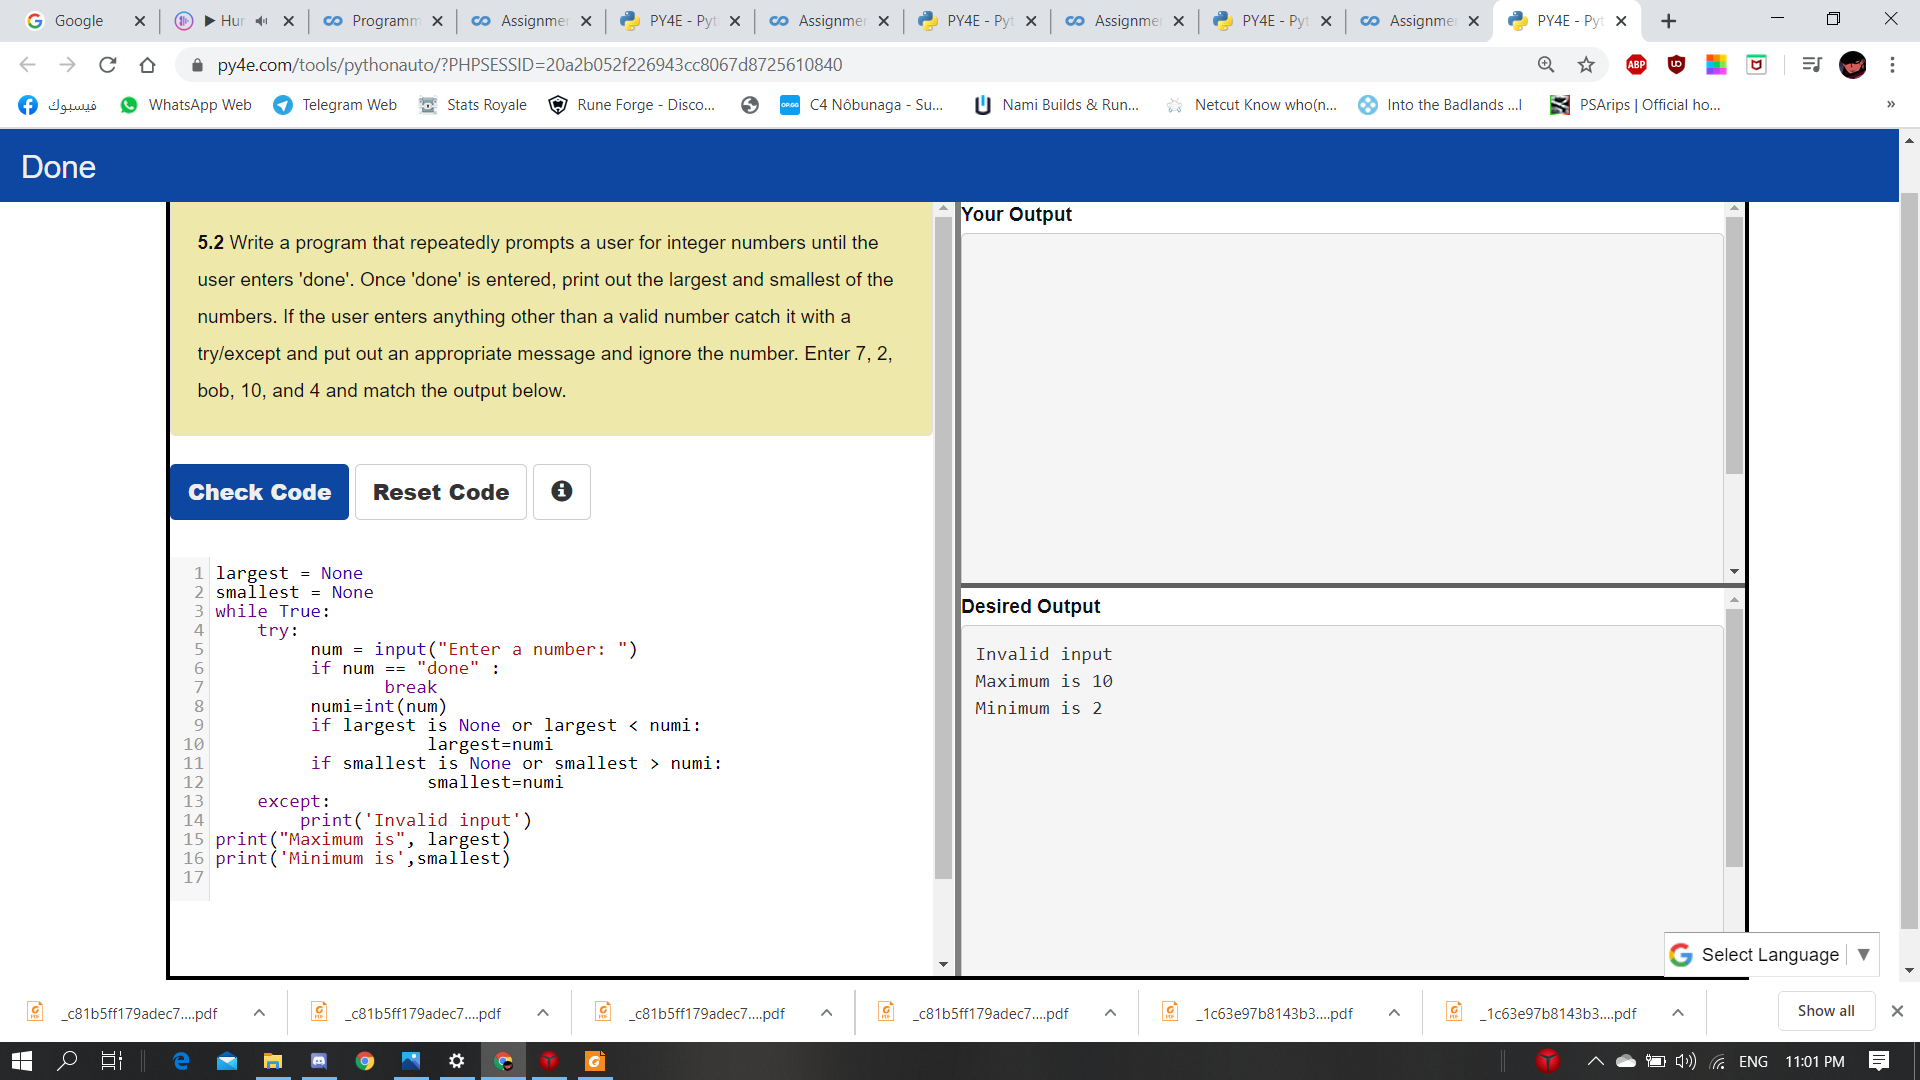 Google
Hur
Programm
Assignmer
PY4E - Pyt
Assignmer
PY4E - Pyt
Assignme
PY4E - Pyt
Assignme
PY4E - Pyt
py4e.com/tools/pythonauto/?PHPSESSID=20a2b052f226943cc8067d8725610840
ABP
فيسبوك
WhatsApp Web
Telegram Web
Stats Royale
Rune Forge - Disco...
OP.GG
C4 Nôbunaga - Su...
Nami Builds & Run...
Netcut Know who(n...
Into the Badlands ...l
PSArips | Official ho...
»
Done
5.2 Write a program that repeatedly prompts a user for integer numbers until the
user enters 'done'. Once 'done' is entered, print out the largest and smallest of the
numbers. If the user enters anything other than a valid number catch it with a
try/except and put out an appropriate message and ignore the number. Enter 7, 2,
bob, 10, and 4 and match the output below.
Check Code
Reset Code
1 largest = None
2 smallest = None
3 while True:
4     try:
5          num = input("Enter a number: ")
6          if num == "done" :
7                 break
8          numi=int(num)
9          if largest is None or largest < numi:
10                     largest=numi
11          if smallest is None or smallest > numi:
12                     smallest=numi
13     except:
14         print('Invalid input')
15 print("Maximum is", largest)
16 print('Minimum is',smallest)
17
Your Output
Desired Output
Invalid input
Maximum is 10
Minimum is 2
Select Language
_c81b5ff179adec7....pdf
_c81b5ff179adec7....pdf
_c81b5ff179adec7....pdf
_c81b5ff179adec7....pdf
_1c63e97b8143b3....pdf
_1c63e97b8143b3....pdf
Show all
ENG
11:01 PM